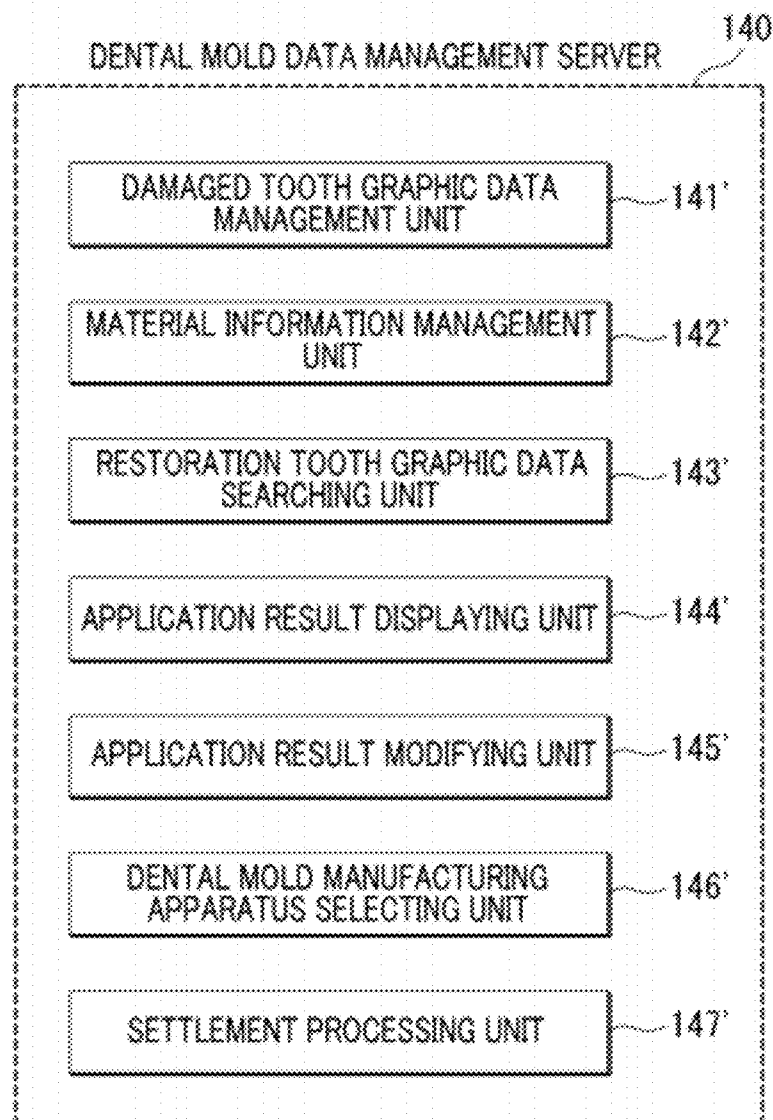 140
DENTAL MOLD DATA MANAGEMENT SERVER
DAMAGED TOOTH GRAPHIC DATA
MANAGEMENT UNIT
141'
MATERIAL INFORMATION MANAGEMENT
UNIT
142'
RESTORATION TOOTH GRAPHIC DATA
SEARCHING UNIT
143'
APPLICATION RESULT DISPLAYING UNIT
144'
APPLICATION RESULT MODIFYING UNIT
145'
DENTAL MOLD MANUFACTURING
APPARATUS SELECTING UNIT
146'
SETTLEMENT PROCESSING UNIT
147'